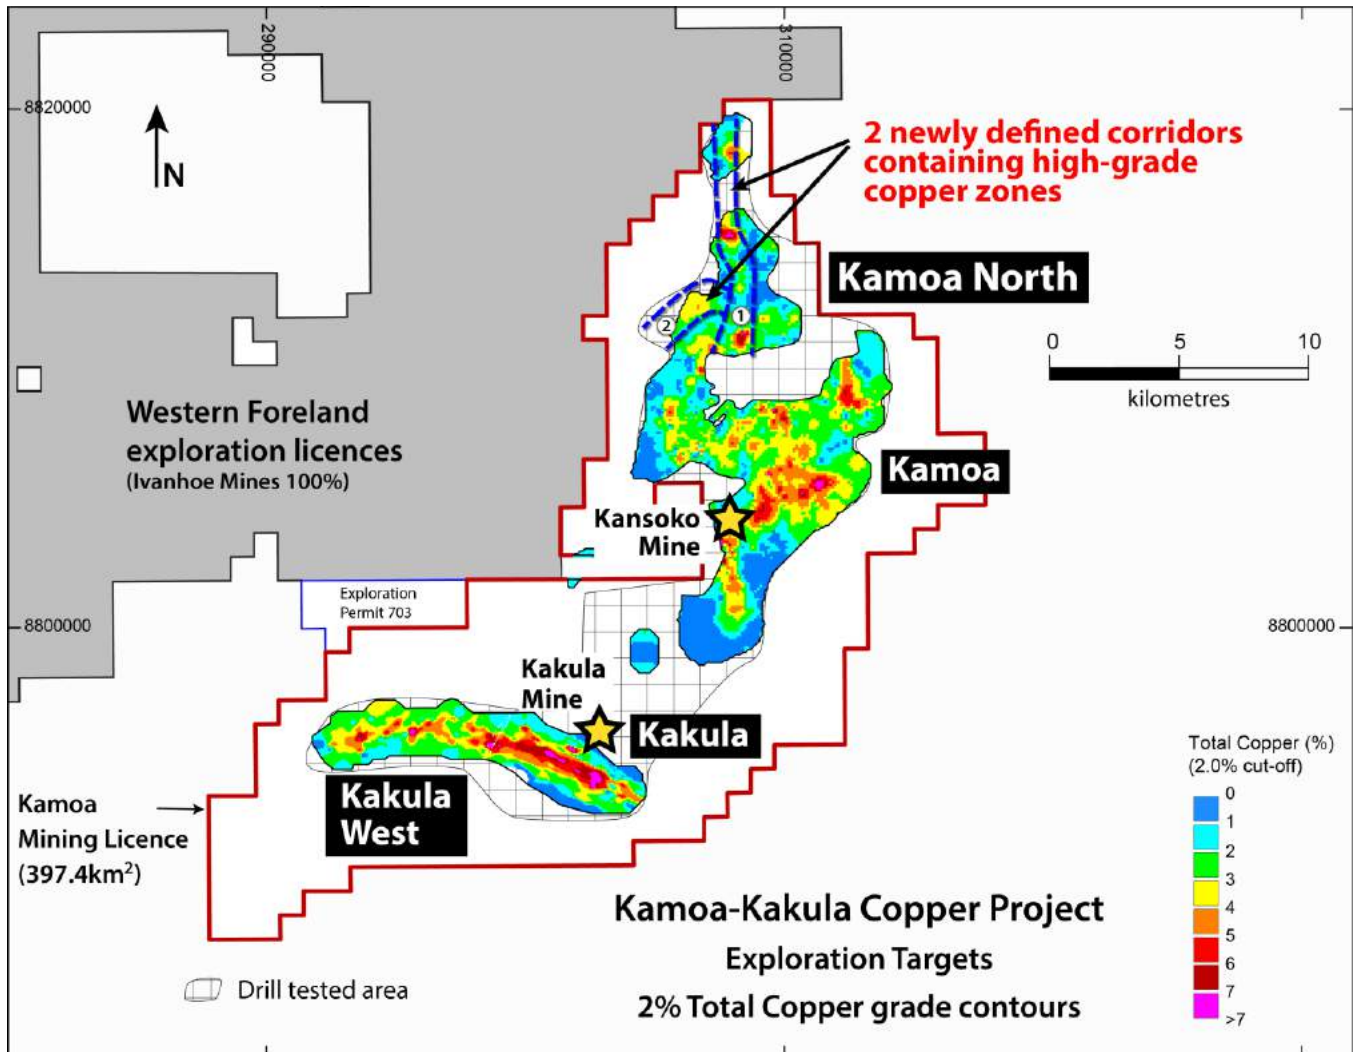 290000
310000
8820000
N
2 newly defined corridors
containing high-grade
copper zones
Kamoa North
1
2
0
5
10
kilometres
Western Foreland
exploration licences
(Ivanhoe Mines 100%)
Kamoa
Kansoko
Mine
Exploration
Permit 703
8800000
8800000
Kakula
Mine
Kakula
Kakula
West
Kamoa
Mining Licence
(397.4km²)
Total Copper (%)
(2.0% cut-off)
0
1
2
3
4
5
6
7
>7
Kamoa-Kakula Copper Project
Exploration Targets
2% Total Copper grade contours
Drill tested area